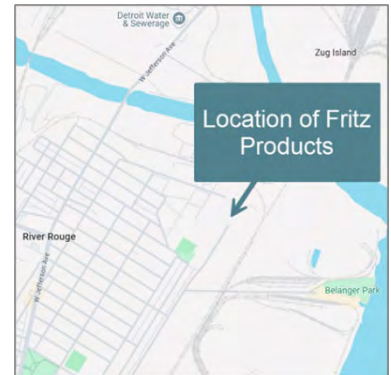 Detroit Water
& Sewerage
W Jefferson Ave
Zug Island
Location of Fritz
Products
River Rouge
W Jefferson Ave
Belanger Park